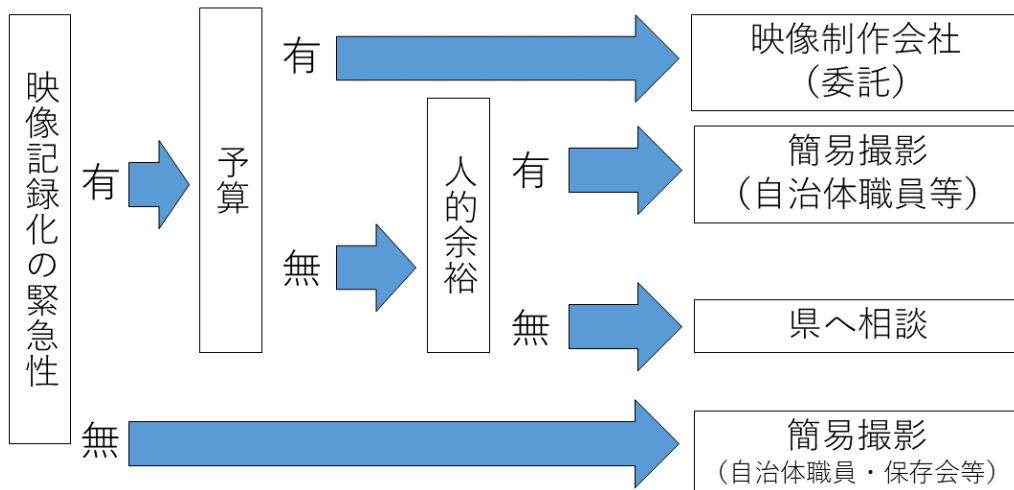 映像記録化の緊急性
有
無
予算
有
無
人的余裕
有
無
映像制作会社
（委託）
簡易撮影
（自治体職員等）
県へ相談
簡易撮影
（自治体職員・保存会等）